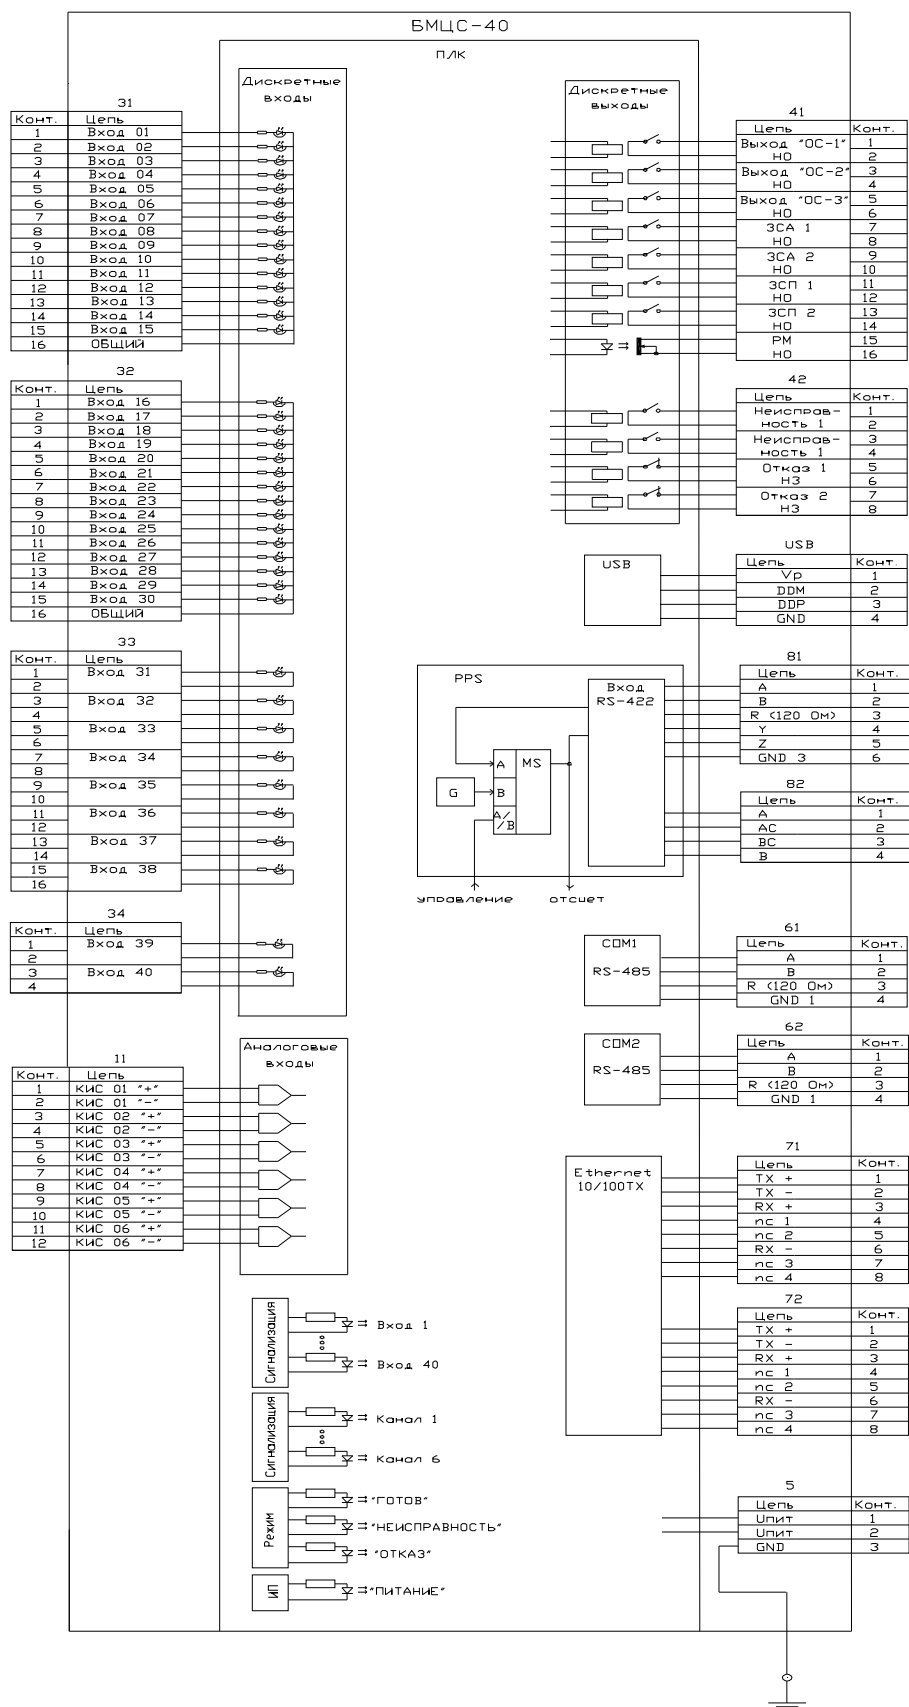 БМЦС-40
ПЛК
Дискретные
входы
31
Конт. Цепь
1 Вход 01
2 Вход 02
3 Вход 03
4 Вход 04
5 Вход 05
6 Вход 06
7 Вход 07
8 Вход 08
9 Вход 09
10 Вход 10
11 Вход 11
12 Вход 12
13 Вход 13
14 Вход 14
15 Вход 15
16 ОБЩИЙ
32
Конт. Цепь
1 Вход 16
2 Вход 17
3 Вход 18
4 Вход 19
5 Вход 20
6 Вход 21
7 Вход 22
8 Вход 23
9 Вход 24
10 Вход 25
11 Вход 26
12 Вход 27
13 Вход 28
14 Вход 29
15 Вход 30
16 ОБЩИЙ
33
Конт. Цепь
1 Вход 31
2
3 Вход 32
4
5 Вход 33
6
7 Вход 34
8
9 Вход 35
10
11 Вход 36
12
13 Вход 37
14
15 Вход 38
16
34
Конт. Цепь
1 Вход 39
2
3 Вход 40
4
Аналоговые
входы
11
Конт. Цепь
1 КИС 01 "+"
2 КИС 01 "-"
3 КИС 02 "+"
4 КИС 02 "-"
5 КИС 03 "+"
6 КИС 03 "-"
7 КИС 04 "+"
8 КИС 04 "-"
9 КИС 05 "+"
10 КИС 05 "-"
11 КИС 06 "+"
12 КИС 06 "-"
Сигнализация
Вход 1
Вход 40
Сигнализация
Канал 1
Канал 6
Режим
"ГОТОВ"
"НЕИСПРАВНОСТЬ"
"ОТКАЗ"
ИП
"ПИТАНИЕ"
Дискретные
выходы
41
Цепь Конт.
Выход "ОС-1" 1
НО 2
Выход "ОС-2" 3
НО 4
Выход "ОС-3" 5
НО 6
ЗСА 1 7
НО 8
ЗСА 2 9
НО 10
ЗСП 1 11
НО 12
ЗСП 2 13
НО 14
РМ 15
НО 16
42
Цепь Конт.
Неисправ- 1
ность 1 2
Неисправ- 3
ность 1 4
Отказ 1 5
НЗ 6
Отказ 2 7
НЗ 8
USB
USB
Цепь Конт.
Vp 1
DDM 2
DDP 3
GND 4
PPS
Вход
RS-422
A MS
G B
A/
/B
управление отсчет
81
Цепь Конт.
A 1
B 2
R (120 Ом) 3
Y 4
Z 5
GND 3 6
82
Цепь Конт.
A 1
AC 2
BC 3
B 4
COM1
RS-485
61
Цепь Конт.
A 1
B 2
R (120 Ом) 3
GND 1 4
COM2
RS-485
62
Цепь Конт.
A 1
B 2
R (120 Ом) 3
GND 1 4
Ethernet
10/100TX
71
Цепь Конт.
TX + 1
TX - 2
RX + 3
nc 1 4
nc 2 5
RX - 6
nc 3 7
nc 4 8
72
Цепь Конт.
TX + 1
TX - 2
RX + 3
nc 1 4
nc 2 5
RX - 6
nc 3 7
nc 4 8
5
Цепь Конт.
Uпит 1
Uпит 2
GND 3